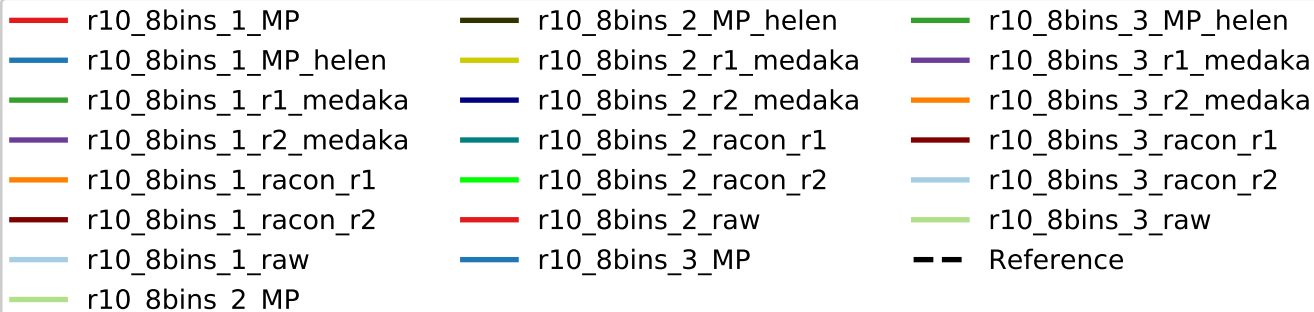 r10_8bins_1_MP
r10_8bins_1_MP_helen
r10_8bins_1_r1_medaka
r10_8bins_1_r2_medaka
r10_8bins_1_racon_r1
r10_8bins_1_racon_r2
r10_8bins_1_raw
r10_8bins_2_MP
r10_8bins_2_MP_helen
r10_8bins_2_r1_medaka
r10_8bins_2_r2_medaka
r10_8bins_2_racon_r1
r10_8bins_2_racon_r2
r10_8bins_2_raw
r10_8bins_3_MP
r10_8bins_3_MP_helen
r10_8bins_3_r1_medaka
r10_8bins_3_r2_medaka
r10_8bins_3_racon_r1
r10_8bins_3_racon_r2
r10_8bins_3_raw
Reference